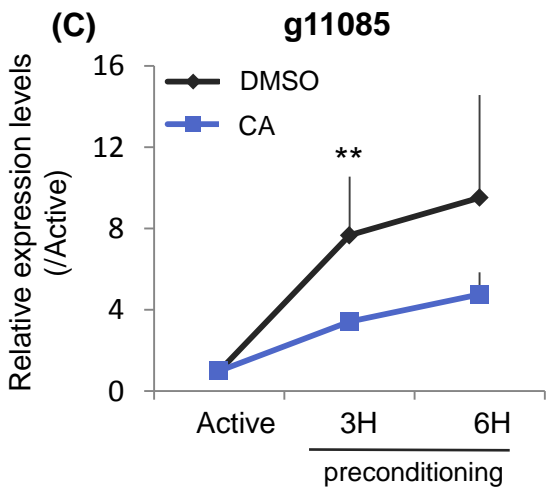 (C) g11085
Relative expression levels
(/Active)
16
12
8
4
0
DMSO
CA
**
Active 3H 6H
preconditioning